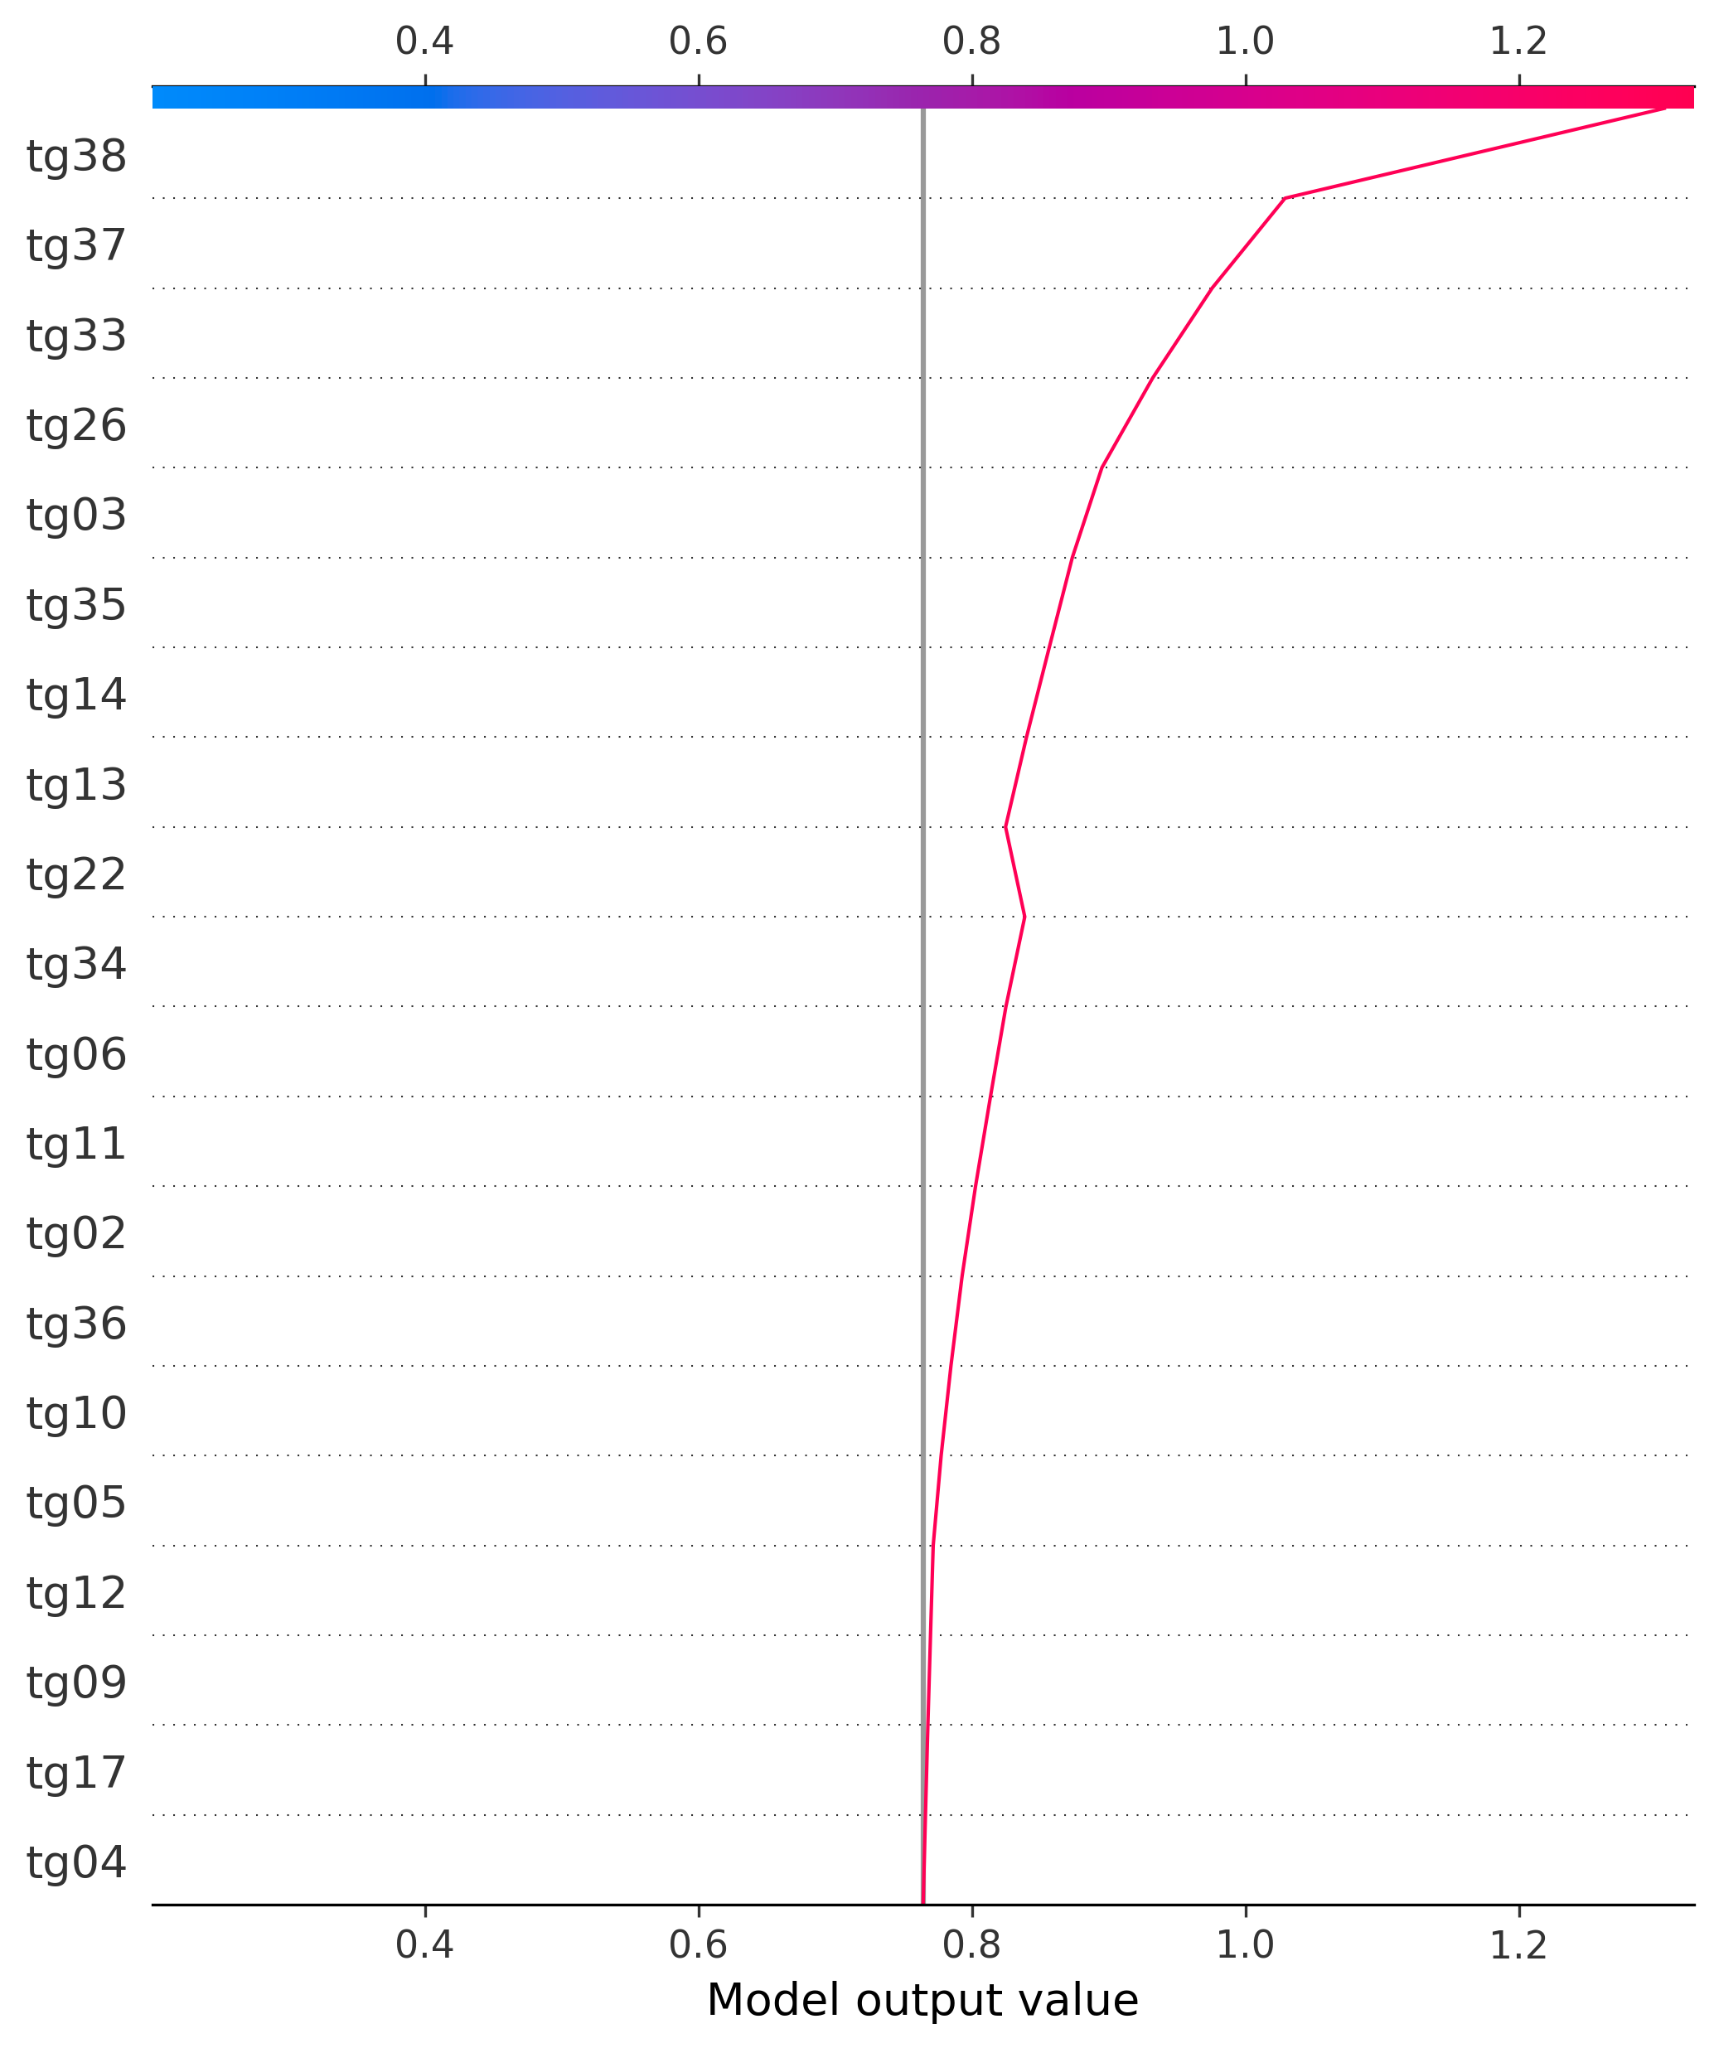 0.4 0.6 0.8 1.0 1.2
tg38
tg37
tg33
tg26
tg03
tg35
tg14
tg13
tg22
tg34
tg06
tg11
tg02
tg36
tg10
tg05
tg12
tg09
tg17
tg04
0.4 0.6 0.8 1.0 1.2
Model output value